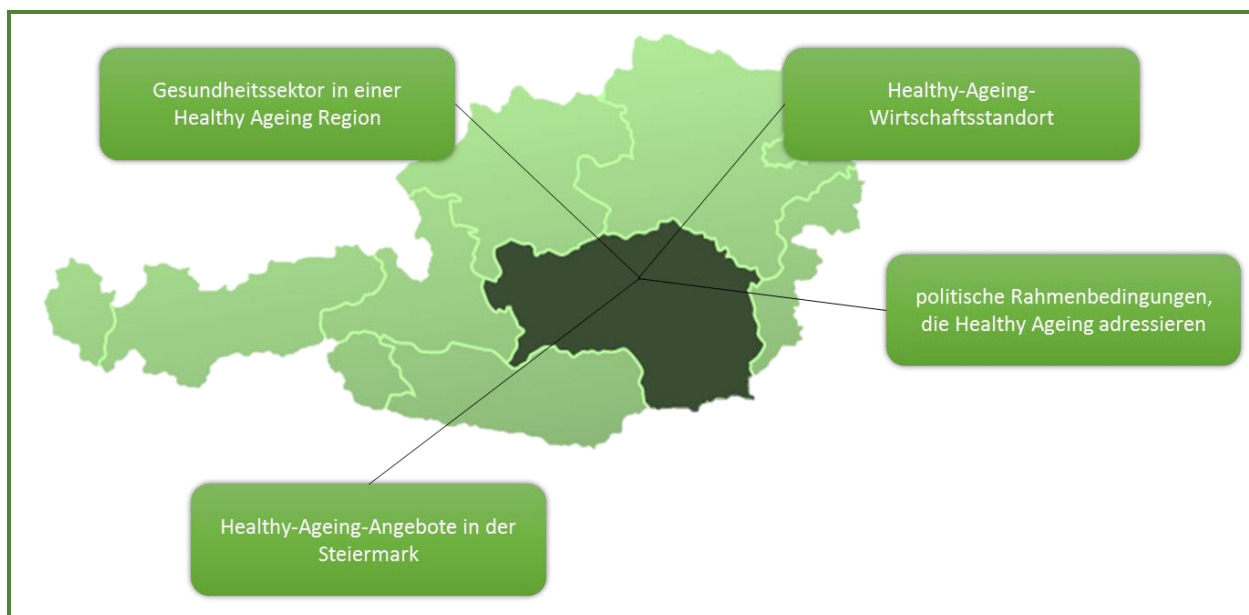 Gesundheitssektor in einer
Healthy Ageing Region
Healthy-Ageing-
Wirtschaftsstandort
politische Rahmenbedingungen,
die Healthy Ageing adressieren
Healthy-Ageing-Angebote in der
Steiermark